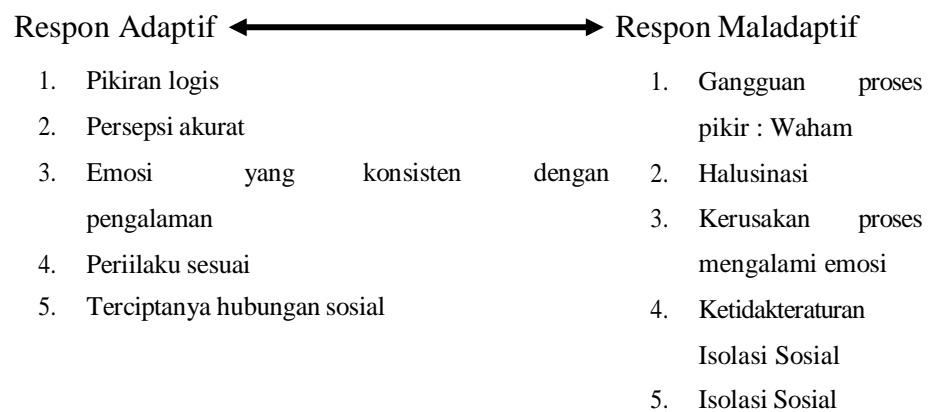 Respon Adaptif Respon Maladaptif
1. Pikiran logis
2. Persepsi akurat
3. Emosi yang konsisten dengan
pengalaman
4. Periilaku sesuai
5. Terciptanya hubungan sosial
1. Gangguan proses
pikir : Waham
2. Halusinasi
3. Kerusakan proses
mengalami emosi
4. Ketidakteraturan
Isolasi Sosial
5. Isolasi Sosial